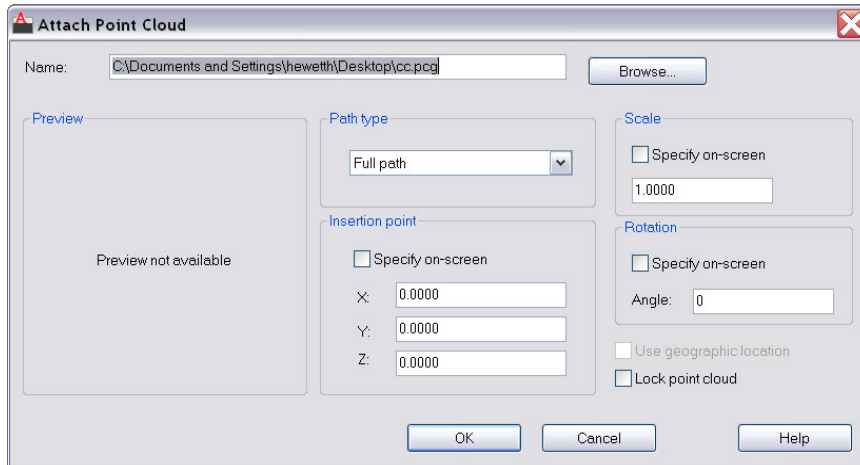 Attach Point Cloud
Name:
C:\Documents and Settings\hewetth\Desktop\cc.pcg
Browse...
Preview
Preview not available
Path type
Full path
Insertion point
Specify on-screen
X:
0.0000
Y:
0.0000
Z:
0.0000
Scale
Specify on-screen
1.0000
Rotation
Specify on-screen
Angle:
0
Use geographic location
Lock point cloud
OK
Cancel
Help